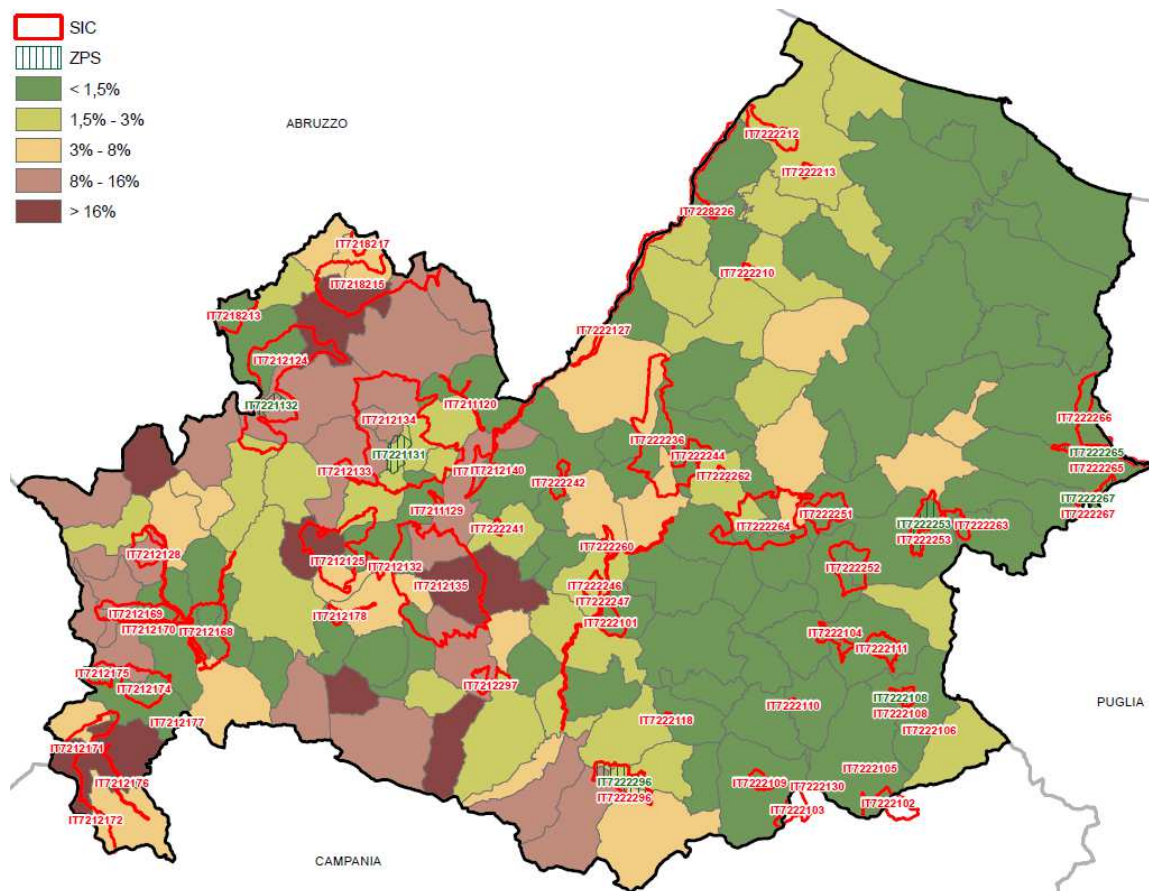 SIC
ZPS
< 1,5%
1,5% - 3%
3% - 8%
8% - 16%
> 16%
ABRUZZO
IT7222212
IT7222213
IT7228226
IT7218217
IT7222210
IT7218215
IT7218213
IT7222127
IT7212124
IT7221132
IT7211120
IT7212134
IT7222266
IT7222236
IT7221131
IT7222244
IT7222265
IT7212133
IT7212140
IT7222262
IT7222265
IT7222242
IT7222267
IT7211129
IT7222267
IT7222251
IT7222241
IT7222264
IT7222253
IT7222263
IT7222253
IT7222260
IT7212128
IT7212125
IT7212132
IT7222252
IT7212135
IT7222246
IT7222247
IT7212169
IT7212178
IT7222101
IT7212170
IT7212168
IT7222104
IT7222111
IT7212175
IT7212174
IT7212297
IT7222108
PUGLIA
IT7222110
IT7222108
IT7212177
IT7222118
IT7222106
IT7212171
IT7222105
IT7212176
IT7222296
IT7222109
IT7222130
IT7222296
IT7222102
IT7222103
IT7212172
CAMPANIA